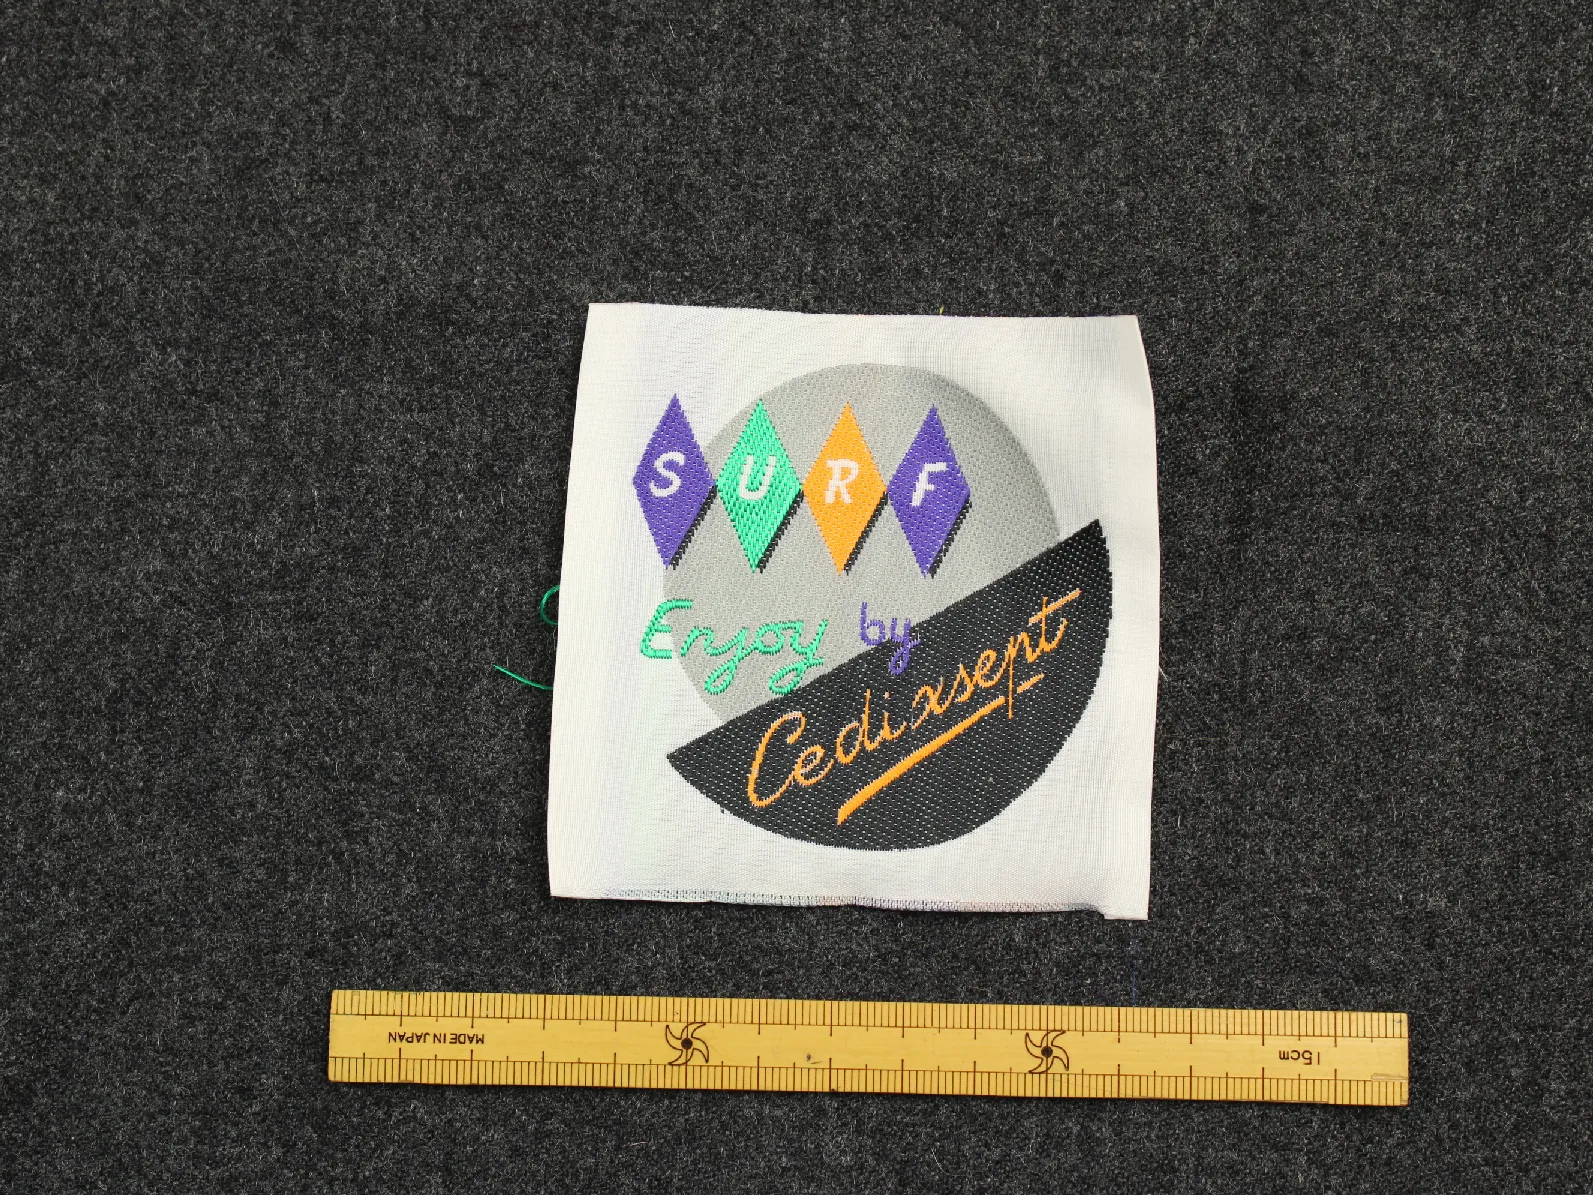 SURF
Enjoy by
Cedixsept
MADE IN JAPAN
15cm